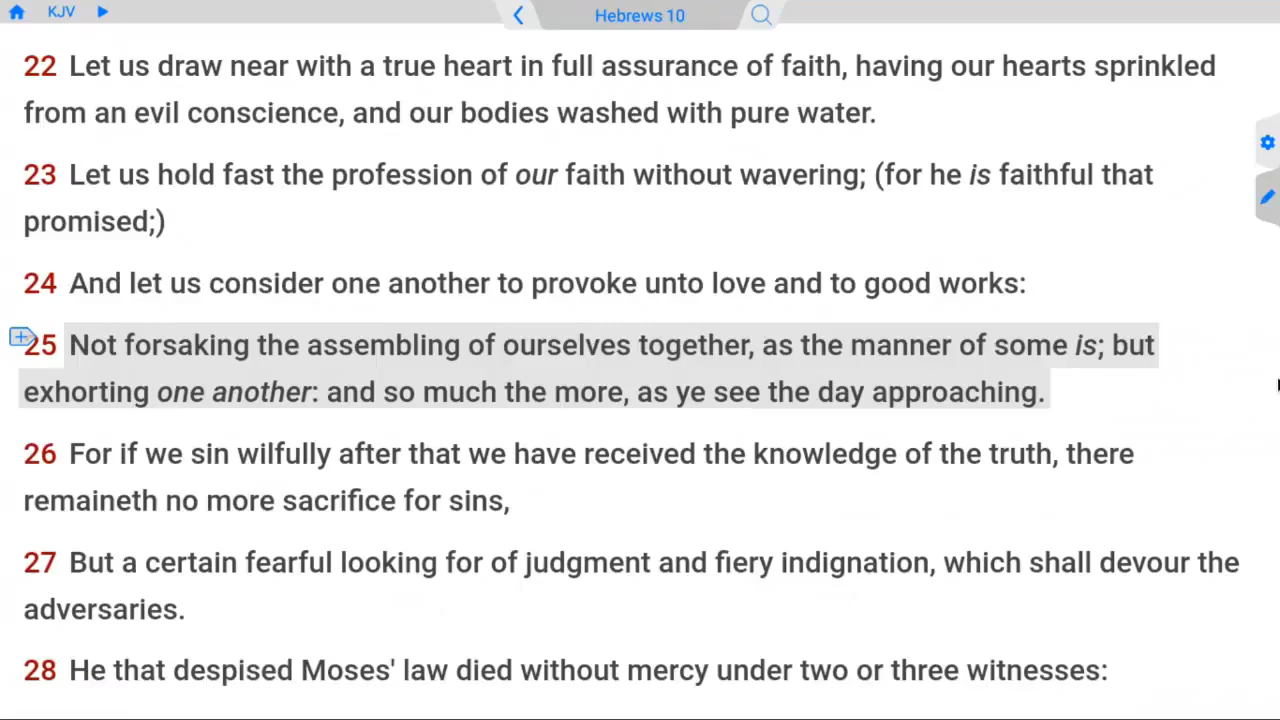 KJV
Hebrews 10
22 Let us draw near with a true heart in full assurance of faith, having our hearts sprinkled
from an evil conscience, and our bodies washed with pure water.
23 Let us hold fast the profession of our faith without wavering; (for he is faithful that
promised;)
24 And let us consider one another to provoke unto love and to good works:
25 Not forsaking the assembling of ourselves together, as the manner of some is; but
exhorting one another: and so much the more, as ye see the day approaching.
26 For if we sin wilfully after that we have received the knowledge of the truth, there
remaineth no more sacrifice for sins,
27 But a certain fearful looking for of judgment and fiery indignation, which shall devour the
adversaries.
28 He that despised Moses' law died without mercy under two or three witnesses: